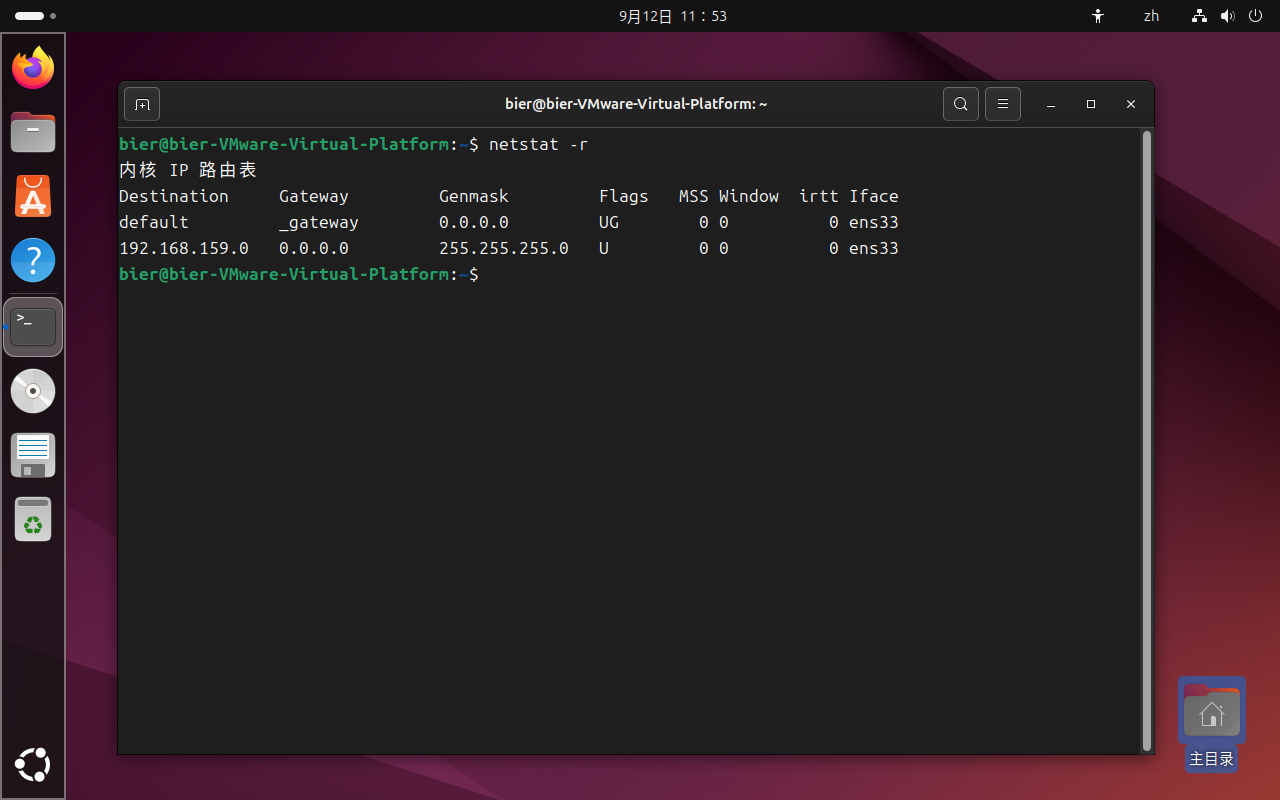 9月12日 11：53
zh
bier@bier-VMware-Virtual-Platform: ~
bier@bier-VMware-Virtual-Platform:~$ netstat -r
内核 IP 路由表
Destination     Gateway         Genmask         Flags   MSS Window  irtt Iface
default         _gateway        0.0.0.0         UG        0 0          0 ens33
192.168.159.0   0.0.0.0         255.255.255.0   U         0 0          0 ens33
bier@bier-VMware-Virtual-Platform:~$
主目录